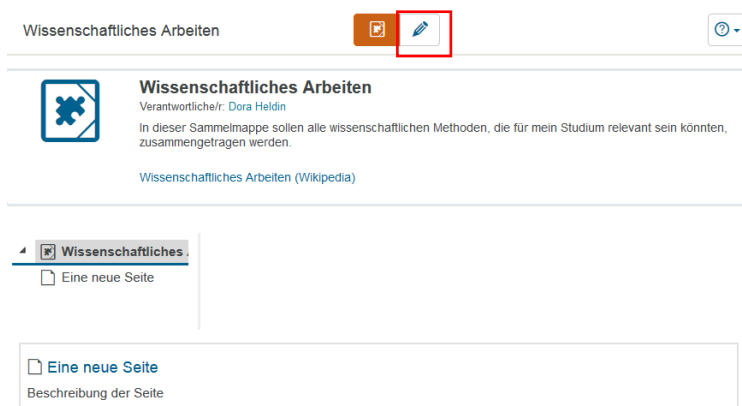 Wissenschaftliches Arbeiten
Wissenschaftliches Arbeiten
Verantwortliche/r: Dora Heldin
In dieser Sammelmappe sollen alle wissenschaftlichen Methoden, die für mein Studium relevant sein könnten,
zusammengetragen werden.
Wissenschaftliches Arbeiten (Wikipedia)
Wissenschaftliches
Eine neue Seite
Eine neue Seite
Beschreibung der Seite